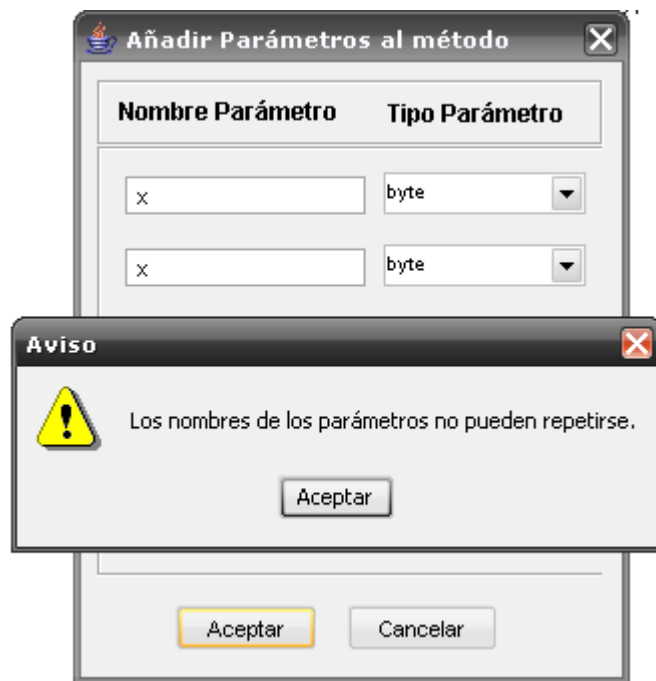 Añadir Parámetros al método
Nombre Parámetro Tipo Parámetro
x byte
x byte
Aviso
Los nombres de los parámetros no pueden repetirse.
Aceptar
Aceptar Cancelar